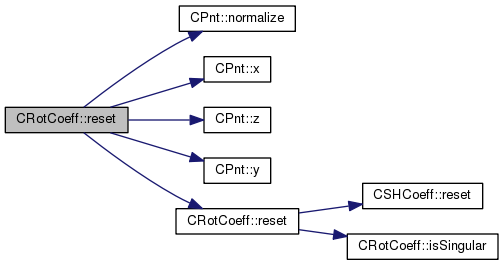 CPnt::normalize
CPnt::x
CRotCoeff::reset
CPnt::z
CPnt::y
CSHCoeff::reset
CRotCoeff::reset
CRotCoeff::isSingular